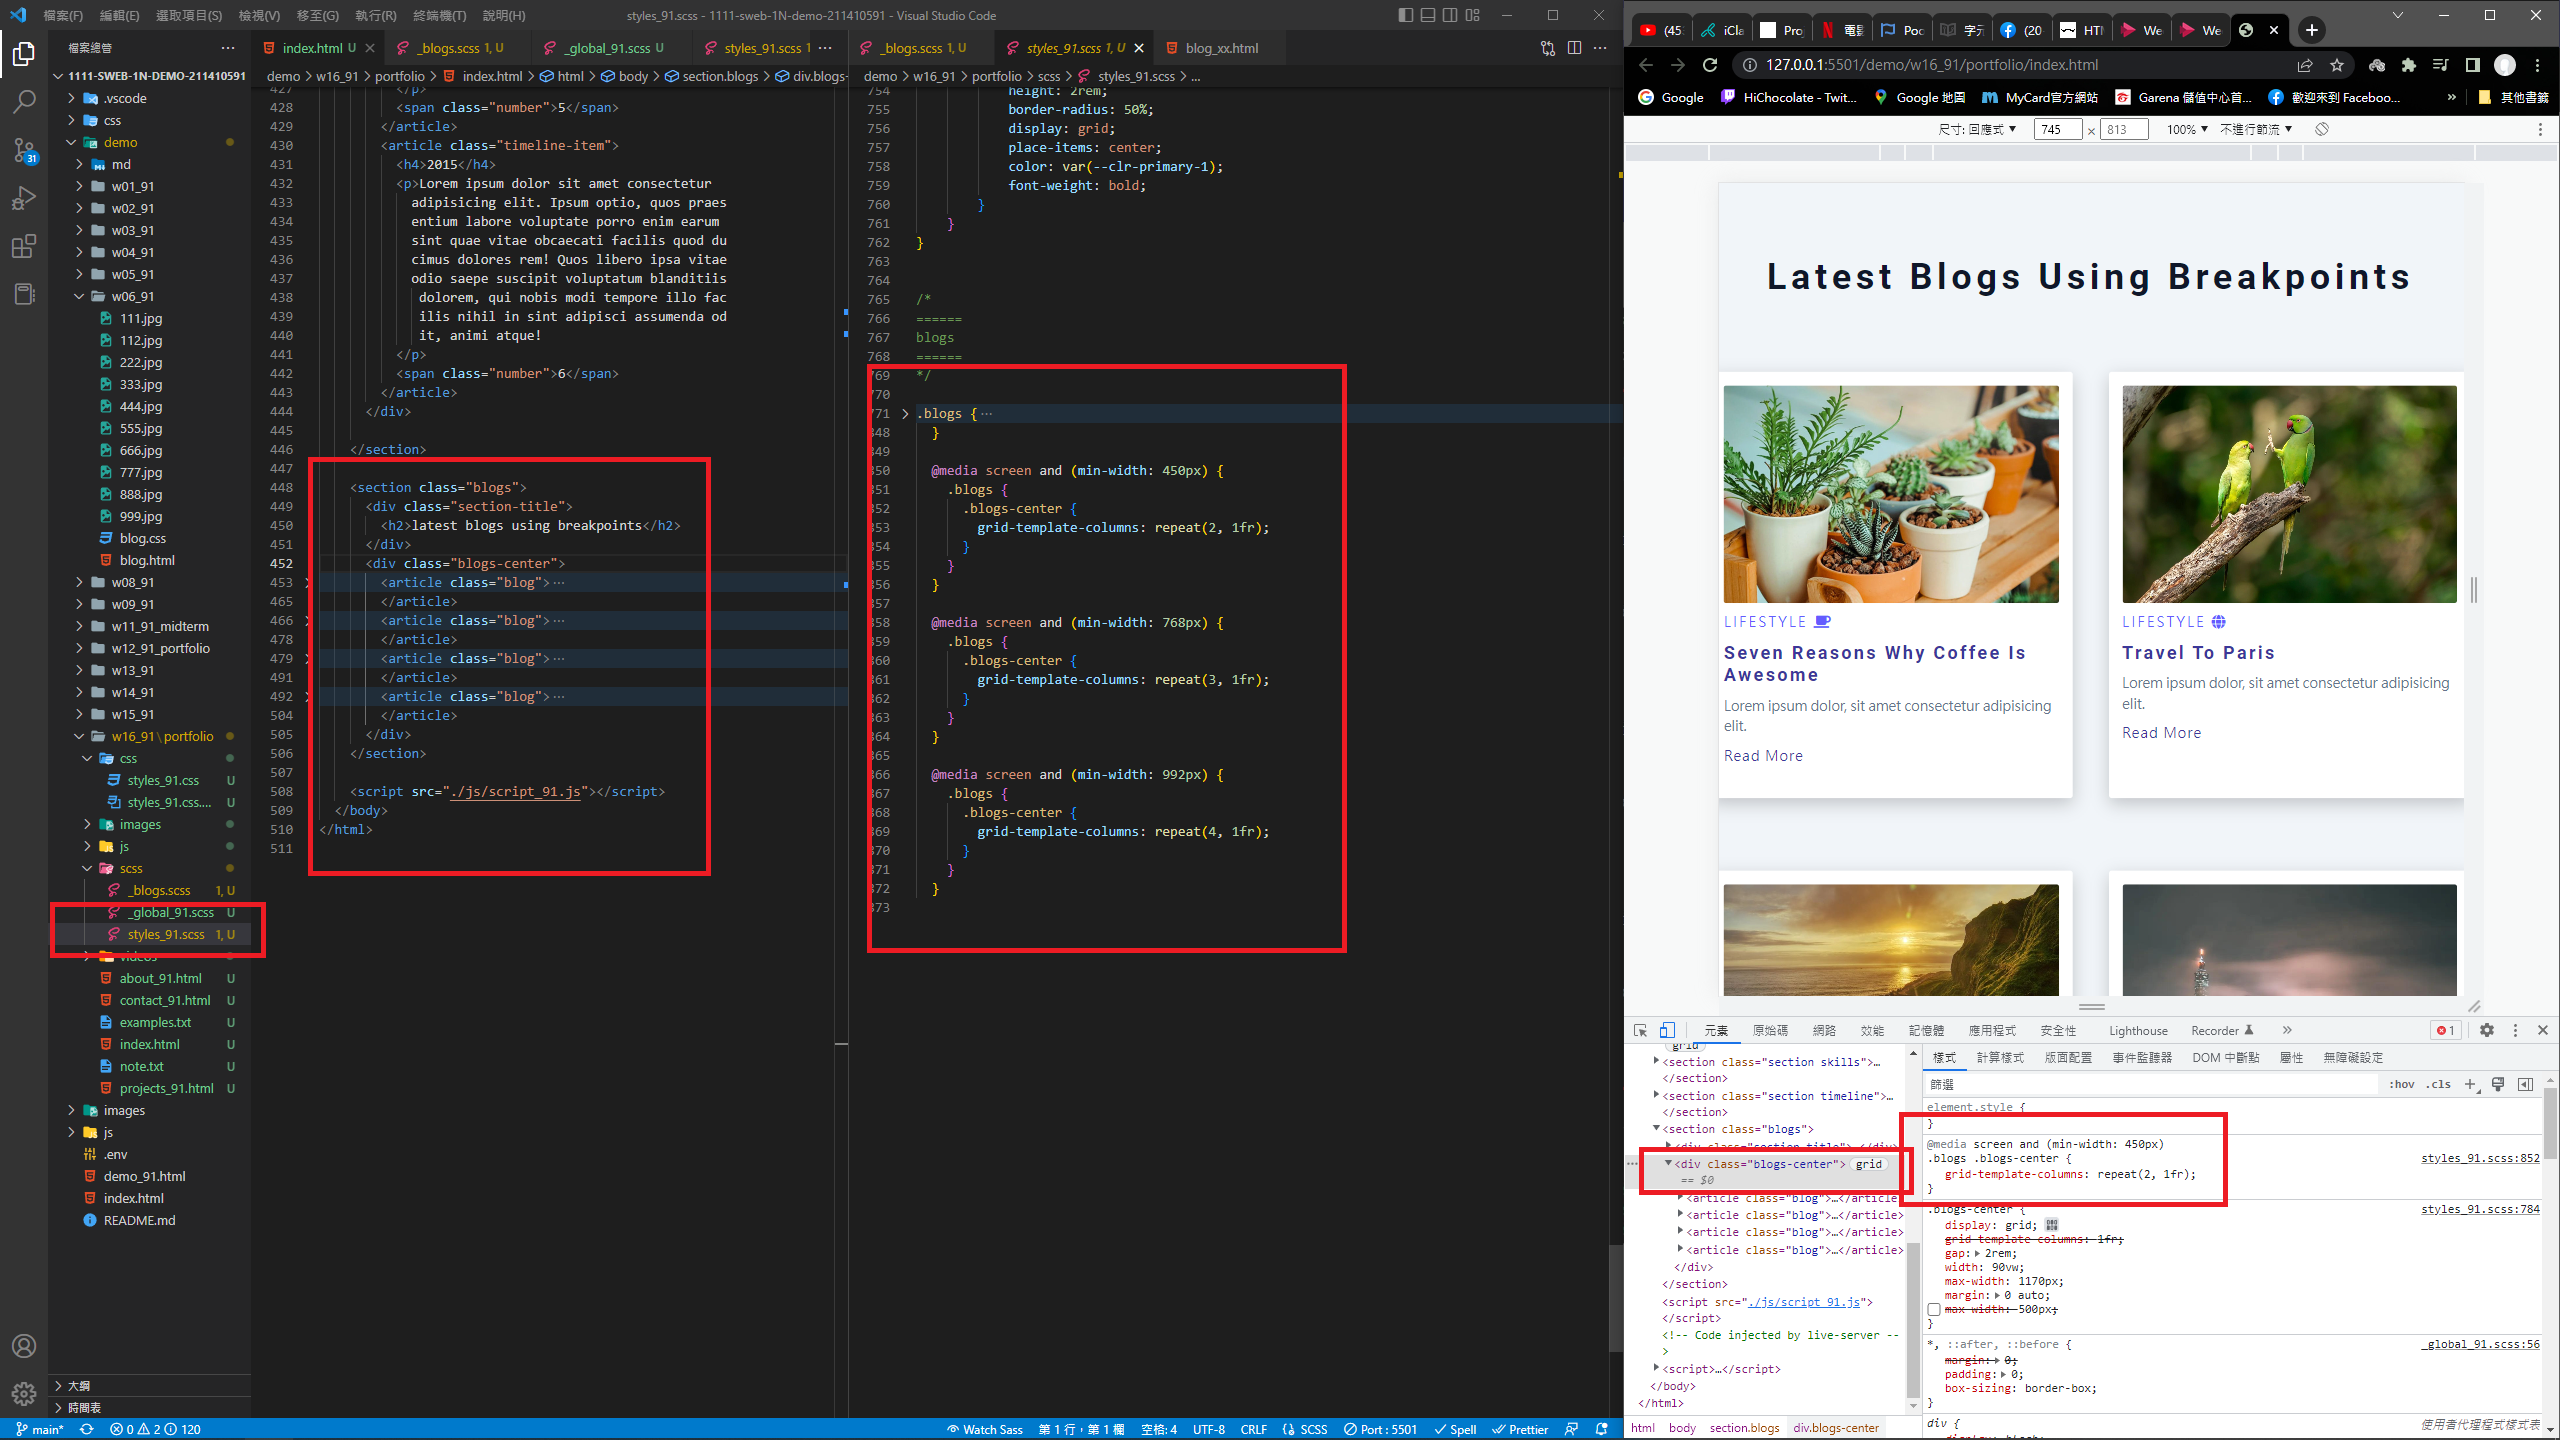 檔案(F) 編輯(E) 選取項目(S) 檢視(V) 移至(G) 執行(R) 終端機(T) 說明(H)
styles_91.scss - 1111-sweb-1N-demo-211410591 - Visual Studio Code
檔案總管
1111-SWEB-1N-DEMO-211410591
.vscode
css
demo
md
w01_91
w02_91
w03_91
w04_91
w05_91
w06_91
111.jpg
112.jpg
222.jpg
333.jpg
444.jpg
555.jpg
666.jpg
777.jpg
888.jpg
999.jpg
blog.css
blog.html
w08_91
w09_91
w11_91_midterm
w12_91_portfolio
w13_91
w14_91
w15_91
w16_91\portfolio
css
styles_91.css U
styles_91.css.... U
images
js
scss
_blogs.scss 1, U
_global_91.scss U
styles_91.scss 1, U
videos
about_91.html U
contact_91.html U
examples.txt U
index.html U
note.txt U
projects_91.html U
images
js
.env
demo_91.html
index.html
README.md
大綱
時間表
31
index.html U _blogs.scss 1, U _global_91.scss U styles_91.scss 1
demo > w16_91 > portfolio > index.html > html > body > section.blogs > div.blogs-
427 </p>
428 <span class="number">5</span>
429 </article>
430 <article class="timeline-item">
431 <h4>2015</h4>
432 <p>Lorem ipsum dolor sit amet consectetur
433 adipisicing elit. Ipsum optio, quos praes
434 entium labore voluptate porro enim earum
435 sint quae vitae obcaecati facilis quod du
436 cimus dolores rem! Quos libero ipsa vitae
437 odio saepe suscipit voluptatum blanditiis
438 dolorem, qui nobis modi tempore illo fac
439 ilis nihil in sint adipisci assumenda od
440 it, animi atque!
441 </p>
442 <span class="number">6</span>
443 </article>
444 </div>
445
446 </section>
447
448 <section class="blogs">
449 <div class="section-title">
450 <h2>latest blogs using breakpoints</h2>
451 </div>
452 <div class="blogs-center">
453 <article class="blog">...
465 </article>
466 <article class="blog">...
478 </article>
479 <article class="blog">...
491 </article>
492 <article class="blog">...
504 </article>
505 </div>
506 </section>
507
508 <script src="./js/script_91.js"></script>
509 </body>
510 </html>
511
_blogs.scss 1, U styles_91.scss 1, U blog_xx.html
demo > w16_91 > portfolio > scss > styles_91.scss > ...
754 height: 2rem;
755 border-radius: 50%;
756 display: grid;
757 place-items: center;
758 color: var(--clr-primary-1);
759 font-weight: bold;
760 }
761 }
762 }
763
764
765 /*
766 ======
767 blogs
768 ======
769 */
770
771 .blogs {...
848 }
849
850 @media screen and (min-width: 450px) {
851 .blogs {
852 .blogs-center {
853 grid-template-columns: repeat(2, 1fr);
854 }
855 }
856 }
857
858 @media screen and (min-width: 768px) {
859 .blogs {
860 .blogs-center {
861 grid-template-columns: repeat(3, 1fr);
862 }
863 }
864 }
865
866 @media screen and (min-width: 992px) {
867 .blogs {
868 .blogs-center {
869 grid-template-columns: repeat(4, 1fr);
870 }
871 }
872 }
873
main* 0 2 120 Watch Sass 第 1 行，第 1 欄 空格: 4 UTF-8 CRLF SCSS Port : 5501 Spell Prettier
(45: iCla Pro 電影 Poc 字元 (20 HTM We We
127.0.0.1:5501/demo/w16_91/portfolio/index.html
Google HiChocolate - Twit... Google 地圖 MyCard官方網站 Garena 儲值中心首... 歡迎來到 Faceboo... 其他書籤
尺寸: 回應式 745 × 813 100% 不進行節流
Latest Blogs Using Breakpoints
LIFESTYLE
Seven Reasons Why Coffee Is
Awesome
Lorem ipsum dolor, sit amet consectetur adipisicing
elit.
Read More
LIFESTYLE
Travel To Paris
Lorem ipsum dolor, sit amet consectetur adipisicing
elit.
Read More
元素 原始碼 網路 效能 記憶體 應用程式 安全性 Lighthouse Recorder 1
grid
<section class="section skills">…
</section>
<section class="section timeline">…
</section>
<section class="blogs">
<div class="section-title">…</div>
<div class="blogs-center"> grid
== $0
<article class="blog">…</article>
<article class="blog">…</article>
<article class="blog">…</article>
<article class="blog">…</article>
</div>
</section>
<script src="./js/script_91.js">
</script>
<!-- Code injected by live-server --
>
<script>…</script>
</body>
</html>
html body section.blogs div.blogs-center
樣式 計算樣式 版面配置 事件監聽器 DOM 中斷點 屬性 無障礙設定
篩選 :hov .cls
element.style {
}
@media screen and (min-width: 450px)
.blogs .blogs-center { styles_91.scss:852
grid-template-columns: repeat(2, 1fr);
}
.blogs-center { styles_91.scss:784
display: grid;
grid-template-columns: 1fr;
gap: 2rem;
width: 90vw;
max-width: 1170px;
margin: 0 auto;
max-width: 500px;
}
*, ::after, ::before { _global_91.scss:56
margin: 0;
padding: 0;
box-sizing: border-box;
}
div { 使用者代理程式樣式表
display: block;